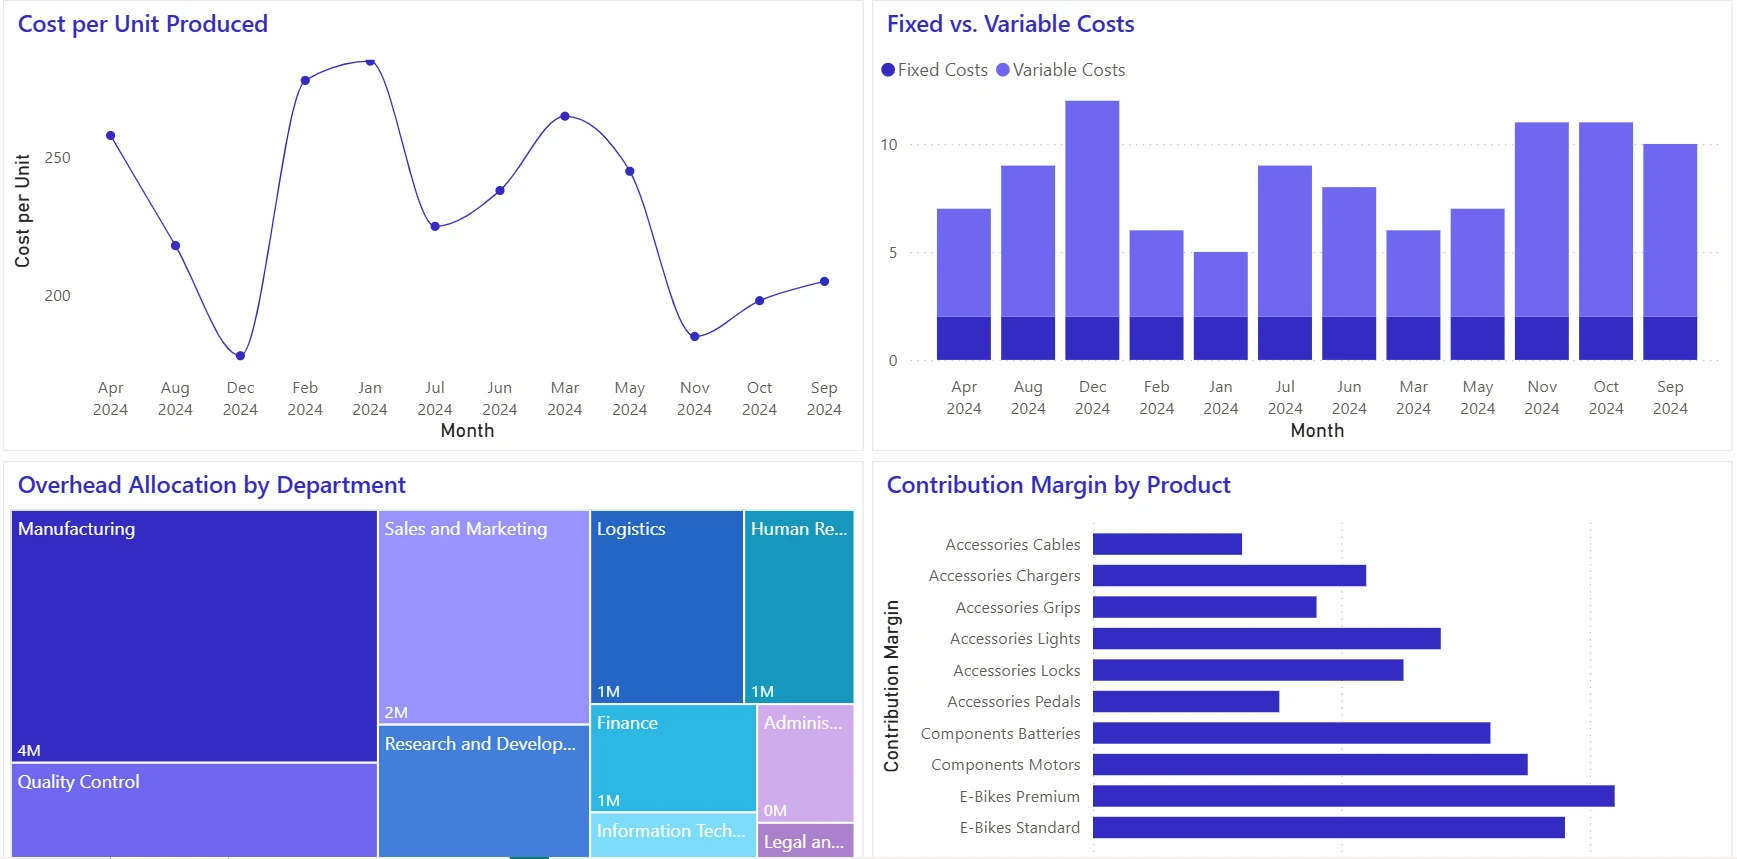 Cost per Unit Produced
Cost per Unit
250
200
Apr 2024
Aug 2024
Dec 2024
Feb 2024
Jan 2024
Jul 2024
Jun 2024
Mar 2024
May 2024
Nov 2024
Oct 2024
Sep 2024
Month
Fixed vs. Variable Costs
Fixed Costs
Variable Costs
10
5
0
Apr 2024
Aug 2024
Dec 2024
Feb 2024
Jan 2024
Jul 2024
Jun 2024
Mar 2024
May 2024
Nov 2024
Oct 2024
Sep 2024
Month
Overhead Allocation by Department
Manufacturing
4M
Quality Control
Sales and Marketing
2M
Research and Develop...
Logistics
1M
Human Re...
1M
Finance
1M
Adminis...
0M
Information Tech...
Legal an...
Contribution Margin by Product
Contribution Margin
Accessories Cables
Accessories Chargers
Accessories Grips
Accessories Lights
Accessories Locks
Accessories Pedals
Components Batteries
Components Motors
E-Bikes Premium
E-Bikes Standard